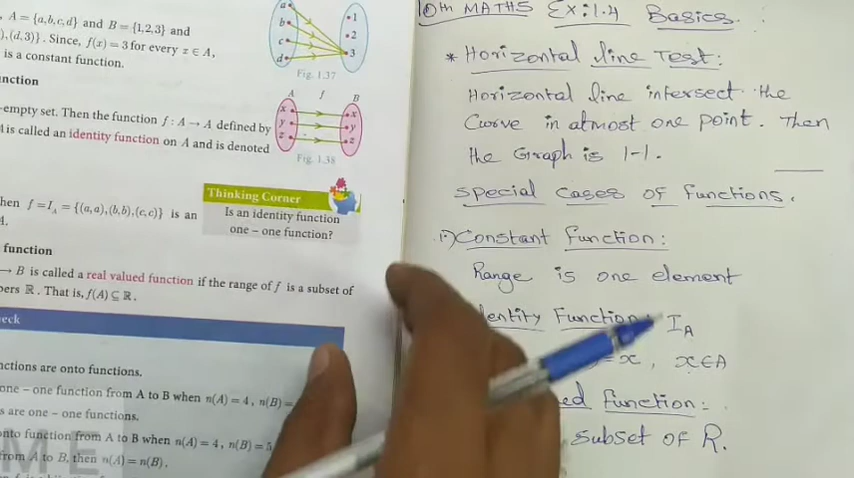 A = {a,b,c,d} and B = {1,2,3} and
),(d,3)}. Since, f(x) = 3 for every x ∈ A,
is a constant function.
a
b
c
d
1
2
3
Fig. 1.37
nction
-empty set. Then the function f : A → A defined by
is called an identity function on A and is denoted
A f B
x
y
z
x
y
z
Fig. 1.38
hen f = I_A = {(a,a),(b,b),(c,c)} is an
Thinking Corner
Is an identity function
one – one function?
function
→ B is called a real valued function if the range of f is a subset of
bers ℝ. That is, f(A) ⊆ ℝ.
eck
nctions are onto functions.
one – one function from A to B when n(A) = 4, n(B) =
s are one – one functions.
onto function from A to B when n(A) = 4, n(B) = 5
from A to B, then n(A) = n(B).
M E
10th MATHS Ex:1.4 Basics.
* Horizontal line Test:
Horizontal line intersect the
Curve in atmost one point. Then
the Graph is 1-1.
Special Cases of Functions.
i) Constant function:
Range is one element
dentity Function: I_A
= x, x∈A
ed function:
Subset of R.